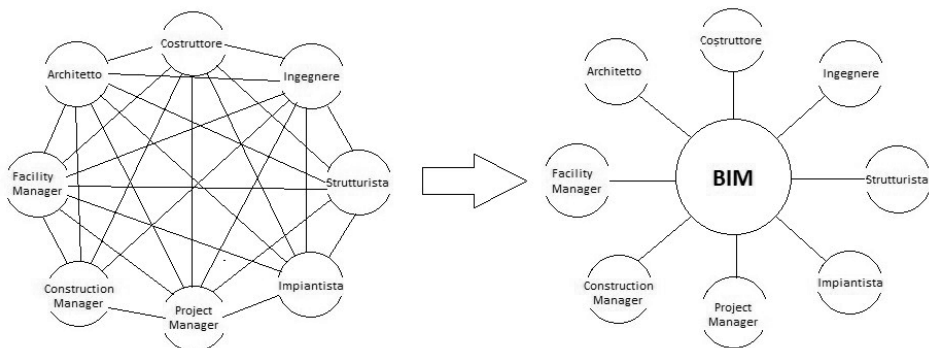 Costruttore
Architetto
Ingegnere
Facility
Manager
Strutturista
Construction
Manager
Project
Manager
Impiantista
Costruttore
Architetto
Ingegnere
Facility
Manager
BIM
Strutturista
Construction
Manager
Project
Manager
Impiantista